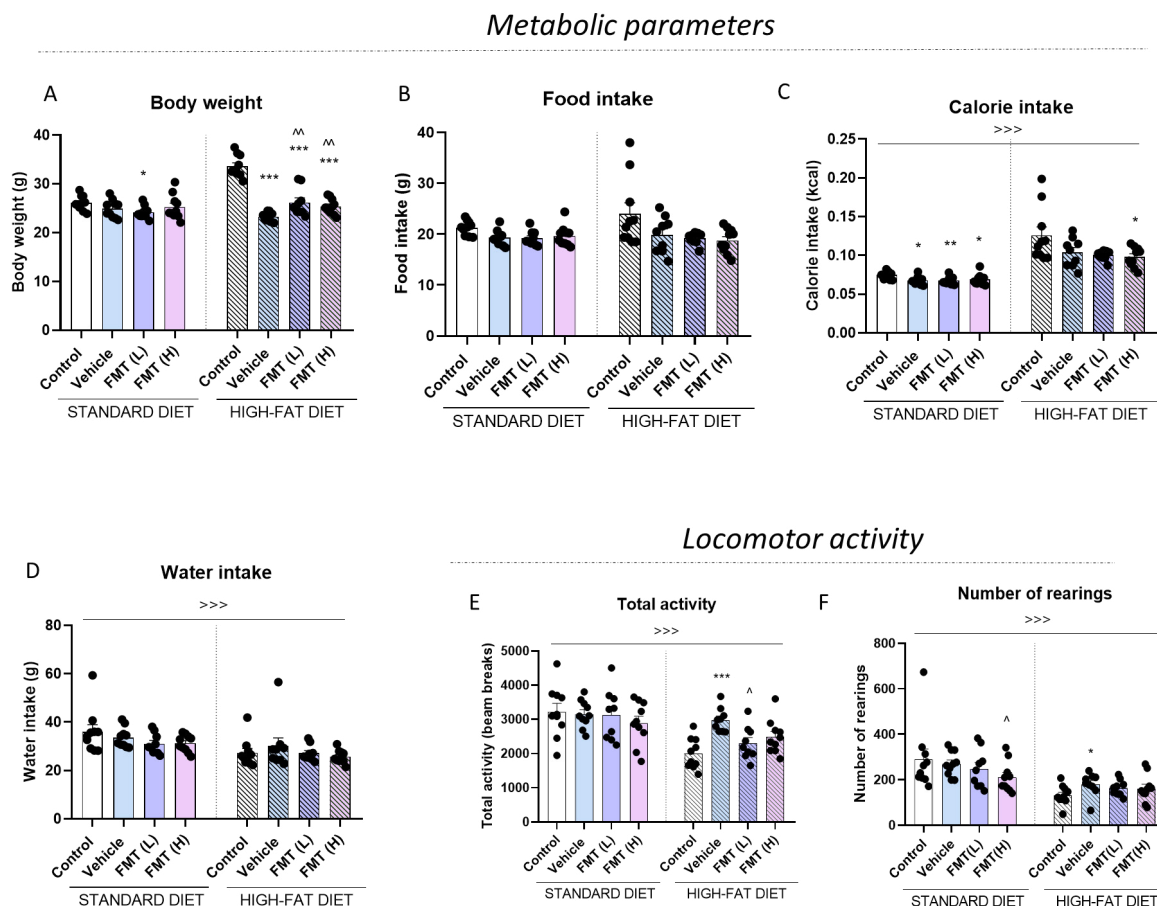 Metabolic parameters
A
Body weight
Body weight (g)
40
30
20
10
0
*
***
^^
***
^^
***
Control
Vehicle
FMT (L)
FMT (H)
Control
Vehicle
FMT (L)
FMT (H)
STANDARD DIET
HIGH-FAT DIET
B
Food intake
Food intake (g)
40
30
20
10
0
Control
Vehicle
FMT (L)
FMT (H)
Control
Vehicle
FMT (L)
FMT (H)
STANDARD DIET
HIGH-FAT DIET
C
Calorie intake
>>>
Calorie intake (kcal)
0.25
0.20
0.15
0.10
0.05
0.00
*
**
*
*
Control
Vehicle
FMT (L)
FMT (H)
Control
Vehicle
FMT (L)
FMT (H)
STANDARD DIET
HIGH-FAT DIET
D
Water intake
>>>
Water intake (g)
80
60
40
20
0
Control
Vehicle
FMT (L)
FMT (H)
Control
Vehicle
FMT (L)
FMT (H)
STANDARD DIET
HIGH-FAT DIET
Locomotor activity
E
Total activity
>>>
Total activity (beam breaks)
5000
4000
3000
2000
1000
0
***
^
Control
Vehicle
FMT (L)
FMT (H)
Control
Vehicle
FMT (L)
FMT (H)
STANDARD DIET
HIGH-FAT DIET
F
Number of rearings
>>>
Number of rearings
800
600
400
200
0
^
*
Control
Vehicle
FMT(L)
FMT(H)
Control
Vehicle
FMT(L)
FMT(H)
STANDARD DIET
HIGH-FAT DIET